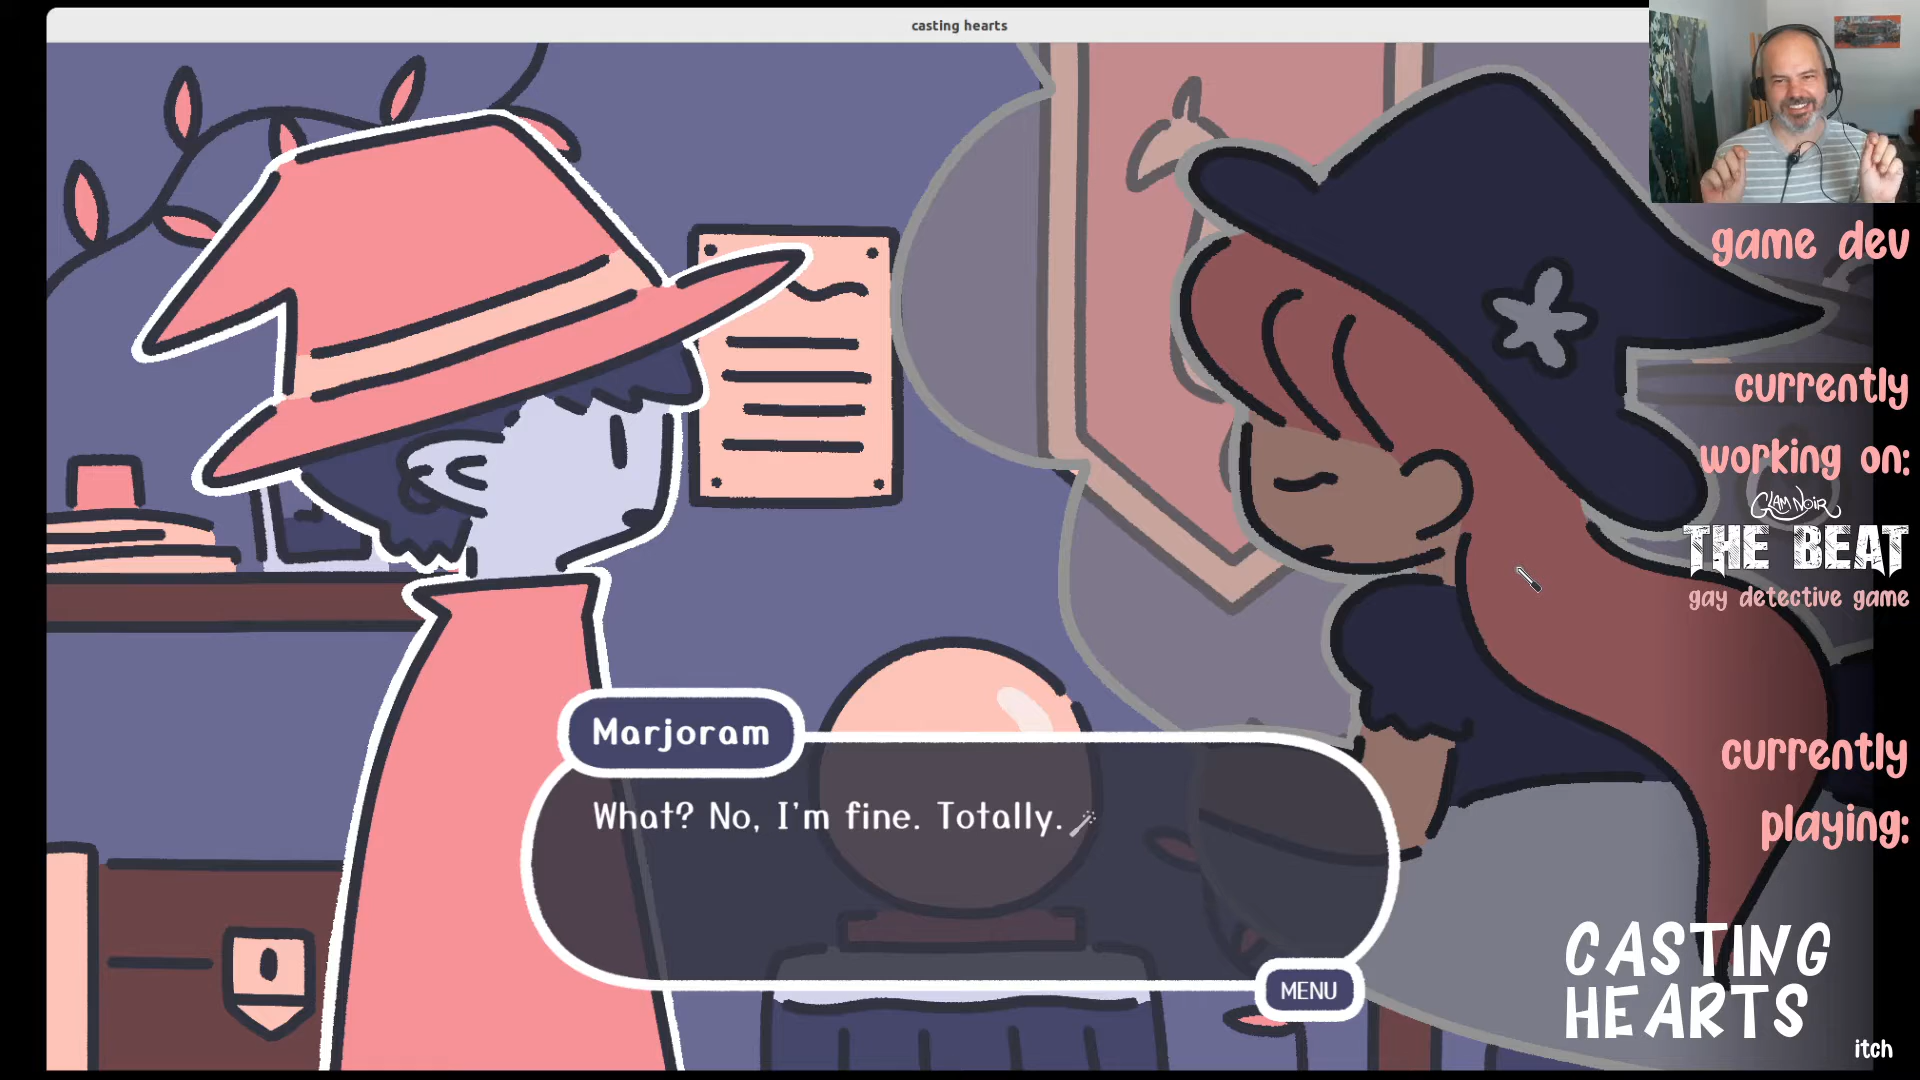 casting hearts
game dev
currently
working on:
GLAM NOIR
THE BEAT
gay detective game
currently
playing:
Marjoram
What? No, I'm fine. Totally.
MENU
CASTING
HEARTS
itch